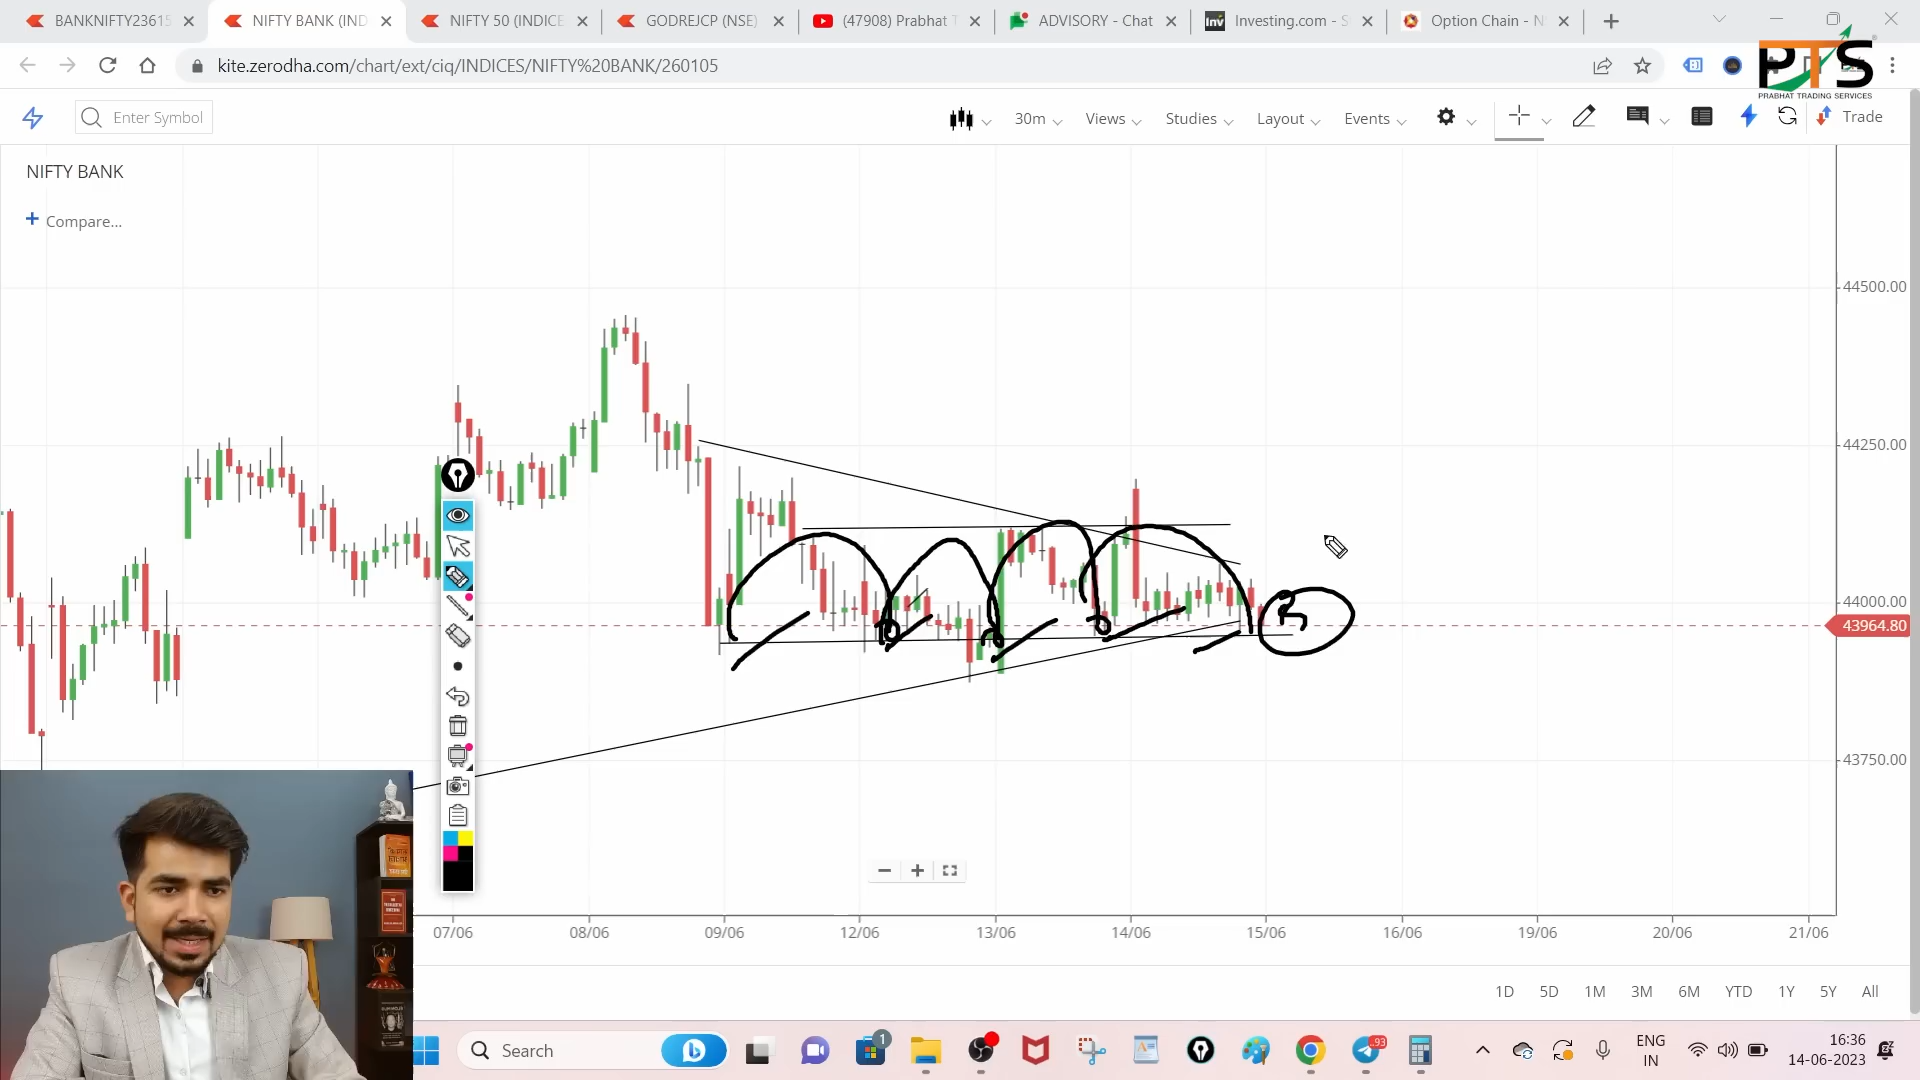 BANKNIFTY23615
NIFTY BANK (IND
NIFTY 50 (INDICE
GODREJCP (NSE)
(47908) Prabhat T
ADVISORY - Chat
Investing.com - S
Option Chain - N
kite.zerodha.com/chart/ext/ciq/INDICES/NIFTY%20BANK/260105
PTS
PRABHAT TRADING SERVICES
Enter Symbol
30m
Views
Studies
Layout
Events
Trade
NIFTY BANK
+ Compare...
44500.00
44250.00
44000.00
43964.80
43750.00
07/06
08/06
09/06
12/06
13/06
14/06
15/06
16/06
19/06
20/06
21/06
1D 5D 1M 3M 6M YTD 1Y 5Y All
Search
1
93
ENG
IN
16:36
14-06-2023